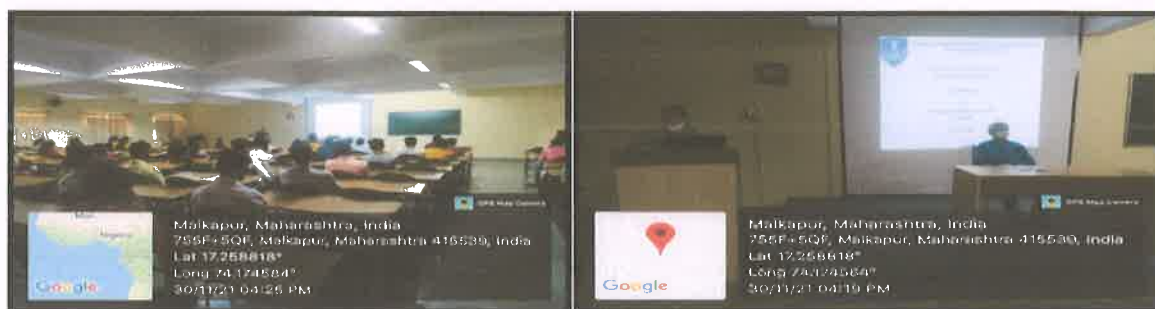 GPS Map Camera
Malkapur, Maharashtra, India
755F+5QF, Malkapur, Maharashtra 415539, India
Lat 17.258818°
Long 74.174584°
30/11/21 04:25 PM
Google
GPS Map Camera
Malkapur, Maharashtra, India
755F+5QF, Malkapur, Maharashtra 415539, India
Lat 17.258818°
Long 74.174584°
30/11/21 04:19 PM
Google